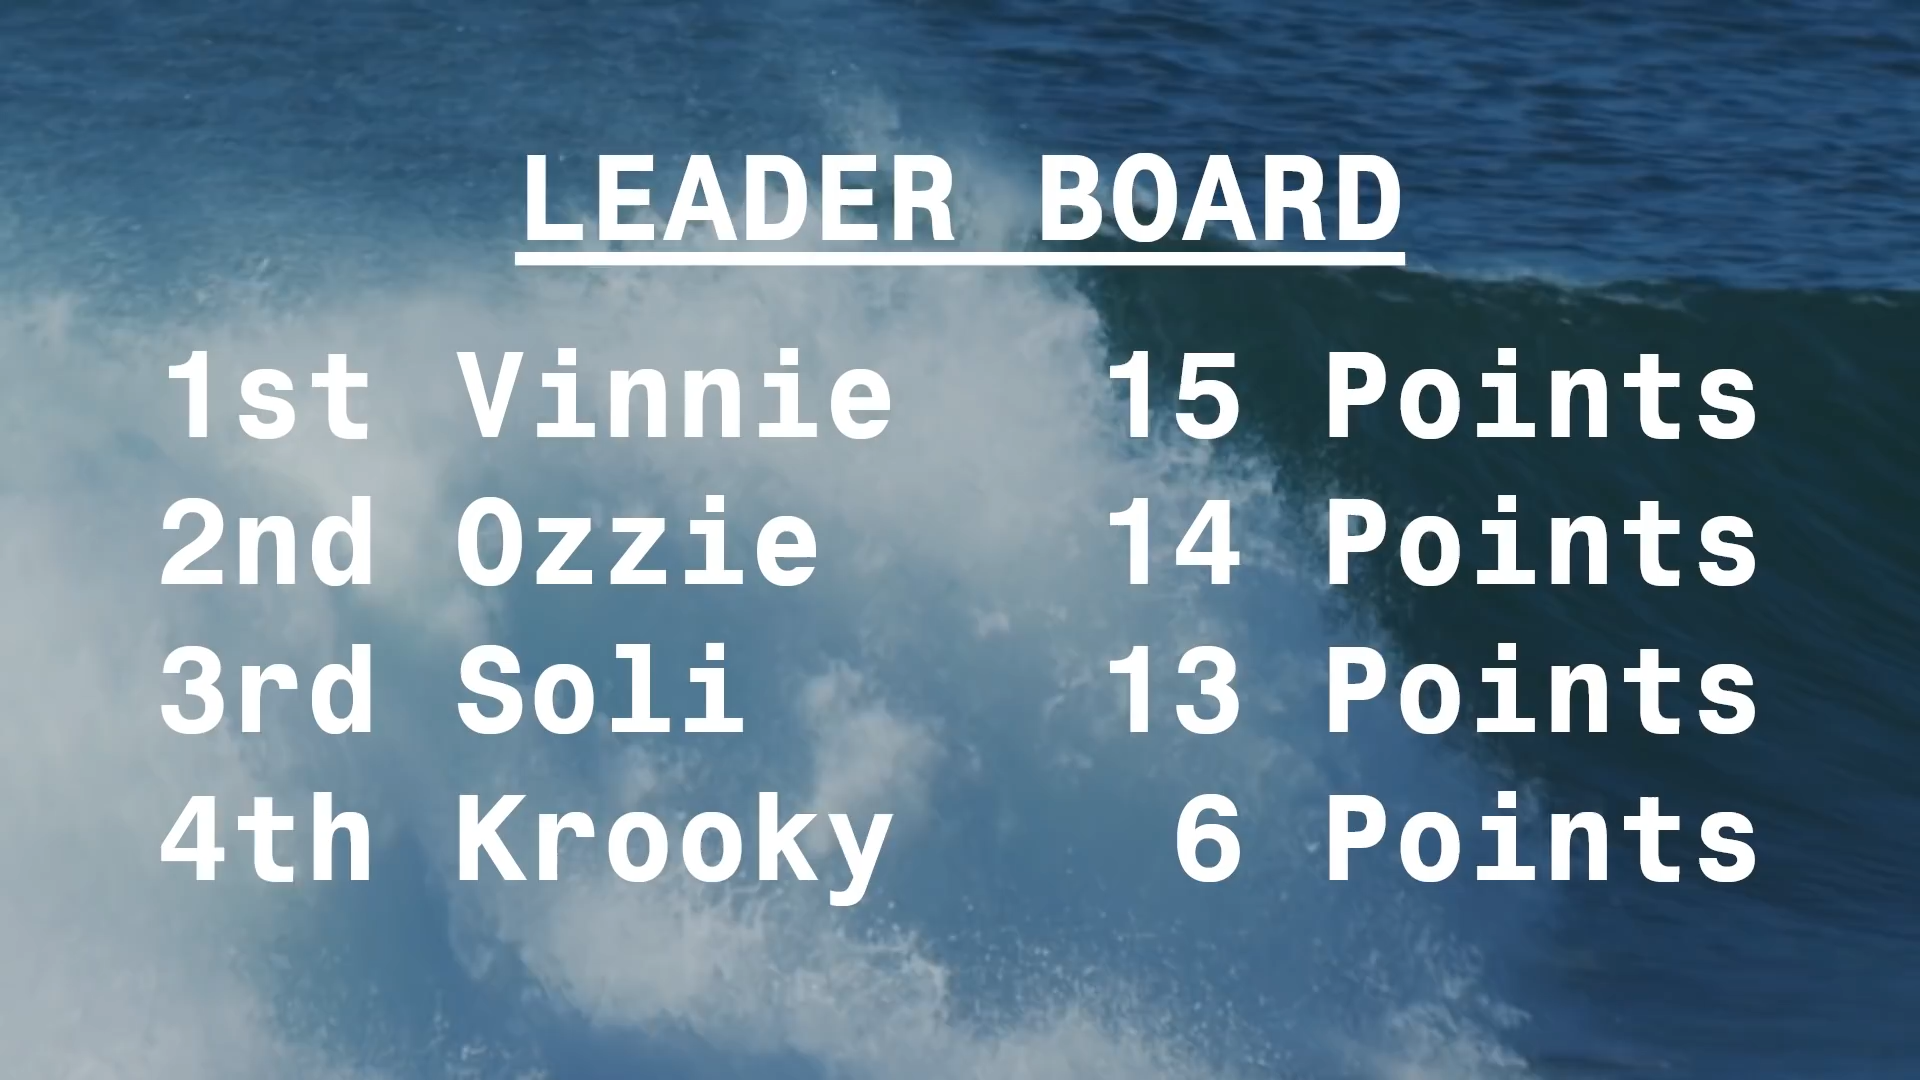 LEADER BOARD
1st Vinnie 15 Points
2nd Ozzie 14 Points
3rd Soli 13 Points
4th Krooky 6 Points